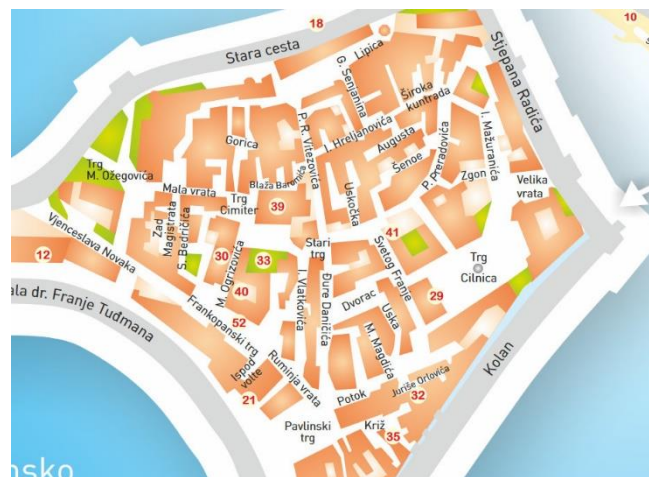 18
10
Stara cesta
Lipica
Stjepana Radića
G. Senjanina
Široka
kuntrada
P. R. Vitezovića
I. Hreljanovića
Gorica
Augusta
Šenoe
I. Mažuranića
P. Preradovića
Trg
M. Ožegovića
Mala vrata
Blaža Baromića
Trg
Cimiter
39
Uskočka
Zgon
Velika
vrata
Zad
Magistrata
S. Bedričića
Vjenceslava Novaka
12
30
M. Ogrizovića
33
40
Stari
trg
41
Svetog Franje
Trg
Cilnica
I. Vlatkovića
Đure Daničića
Dvorac
Uska
29
M. Magdića
ala dr. Franje Tuđmana
Frankopanski trg
52
Ispod
volte
21
Ruminja vrata
Potok
Juriše Orlovića
32
Kolan
Pavlinski
trg
Križ
35
nsko